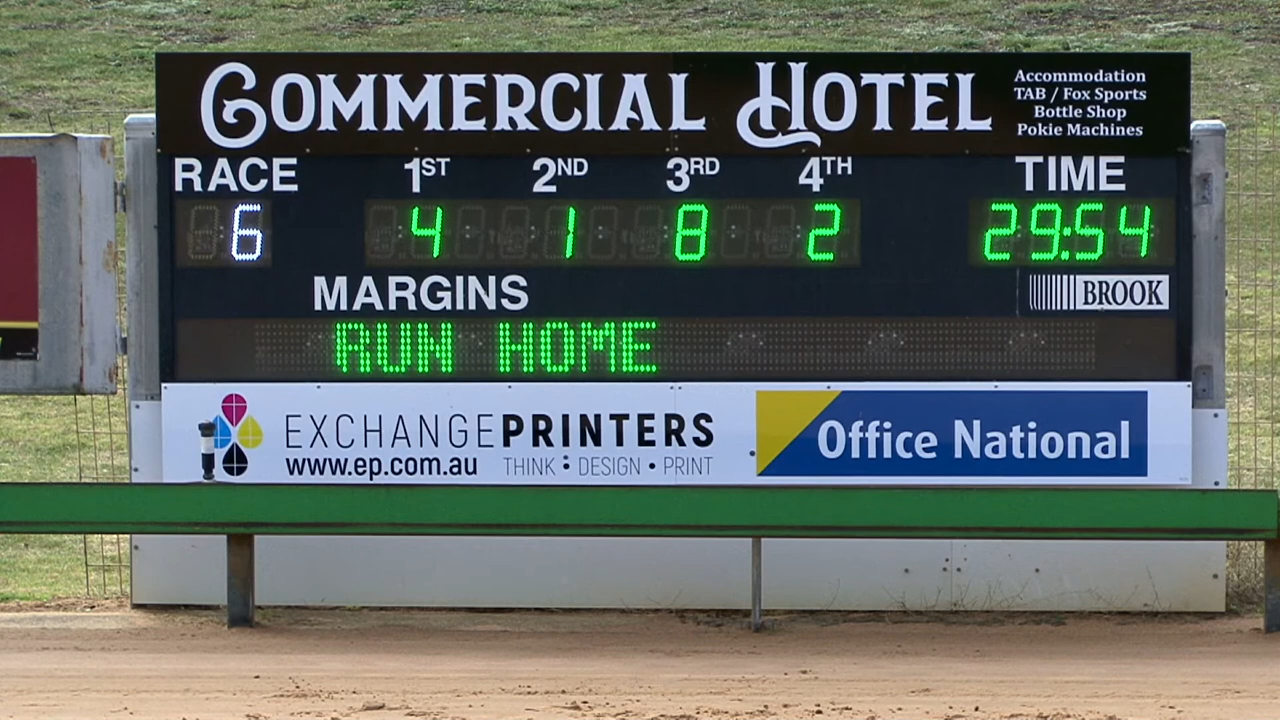 COMMERCIAL HOTEL
Accommodation
TAB / Fox Sports
Bottle Shop
Pokie Machines
RACE 1ST 2ND 3RD 4TH TIME
6 4 1 8 2 29:54
MARGINS
BROOK
RUN HOME
EXCHANGEPRINTERS
www.ep.com.au THINK • DESIGN • PRINT
Office National